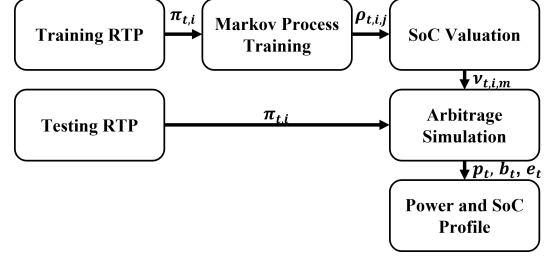 Training RTP
π_{t,i}
Markov Process
Training
ρ_{t,i,j}
SoC Valuation
ν_{t,i,m}
Testing RTP
π_{t,i}
Arbitrage
Simulation
p_t, b_t, e_t
Power and SoC
Profile